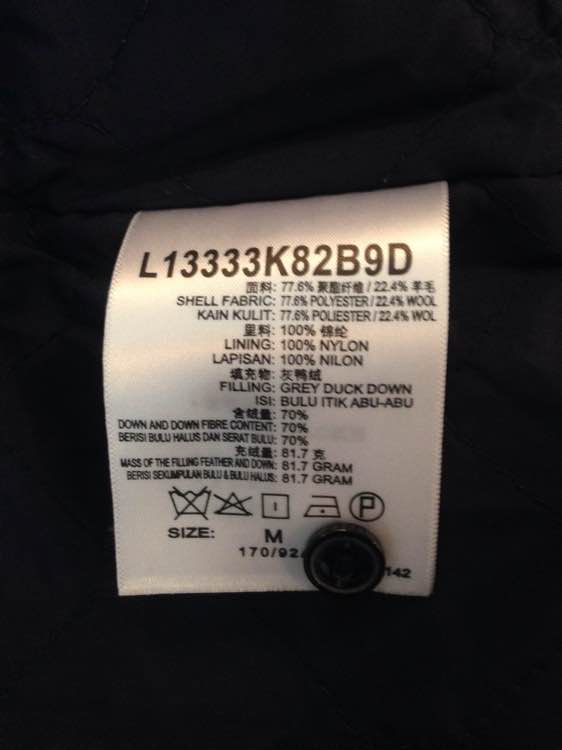 L13333K82B9D
面料: 77.6% 聚酯纤维 / 22.4% 羊毛
SHELL FABRIC: 77.6% POLYESTER / 22.4% WOOL
KAIN KULIT: 77.6% POLIESTER / 22.4% WOL
里料: 100% 锦纶
LINING: 100% NYLON
LAPISAN: 100% NILON
填充物: 灰鸭绒
FILLING: GREY DUCK DOWN
ISI: BULU ITIK ABU-ABU
含绒量: 70%
DOWN AND DOWN FIBRE CONTENT: 70%
BERISI BULU HALUS DAN SERAT BULU: 70%
充绒量: 81.7 克
MASS OF THE FILLING FEATHER AND DOWN: 81.7 GRAM
BERISI SEKUMPULAN BULU & BULU HALUS: 81.7 GRAM
P
SIZE: M
170/92
142